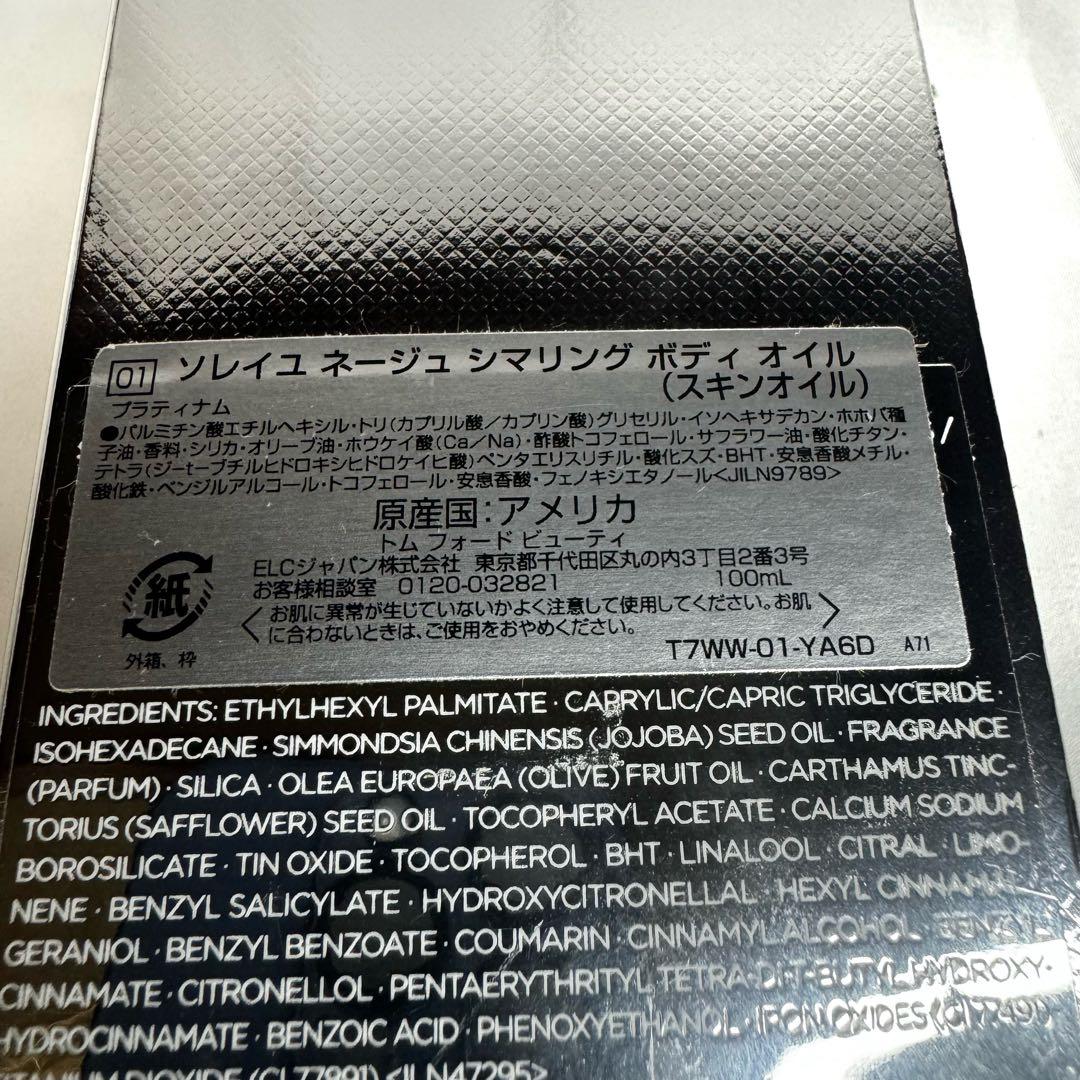 01 ソレイユ ネージュ シマリング ボディ オイル
(スキンオイル)
プラティナム
●パルミチン酸エチルヘキシル・トリ(カプリル酸/カプリン酸)グリセリル・イソヘキサデカン・ホホバ種
子油・香料・シリカ・オリーブ油・ホウケイ酸(Ca/Na)・酢酸トコフェロール・サフラワー油・酸化チタン・
テトラ(ジ-t-ブチルヒドロキシヒドロケイヒ酸)ペンタエリスリチル・酸化スズ・BHT・安息香酸メチル・
酸化鉄・ベンジルアルコール・トコフェロール・安息香酸・フェノキシエタノール<JILN9789>
原産国:アメリカ
トム フォード ビューティ
ELCジャパン株式会社 東京都千代田区丸の内3丁目2番3号
お客様相談室 0120-032821 100mL
紙
外箱、枠
お肌に異常が生じていないかよく注意して使用してください。お肌
に合わないときは、ご使用をおやめください。
T7WW-01-YA6D A71
INGREDIENTS: ETHYLHEXYL PALMITATE · CAPRYLIC/CAPRIC TRIGLYCERIDE ·
ISOHEXADECANE · SIMMONDSIA CHINENSIS (JOJOBA) SEED OIL · FRAGRANCE
(PARFUM) · SILICA · OLEA EUROPAEA (OLIVE) FRUIT OIL · CARTHAMUS TINC-
TORIUS (SAFFLOWER) SEED OIL · TOCOPHERYL ACETATE · CALCIUM SODIUM
BOROSILICATE · TIN OXIDE · TOCOPHEROL · BHT · LINALOOL · CITRAL · LIMO-
NENE · BENZYL SALICYLATE · HYDROXYCITRONELLAL · HEXYL CINNAMAL ·
GERANIOL · BENZYL BENZOATE · COUMARIN · CINNAMYL ALCOHOL · BENZYL
CINNAMATE · CITRONELLOL · PENTAERYTHRITYL TETRA-DI-T-BUTYL HYDROXY-
HYDROCINNAMATE · BENZOIC ACID · PHENOXYETHANOL · IRON OXIDES (CI 77491)
TITANIUM DIOXIDE (CI 77891) <ILN47295>